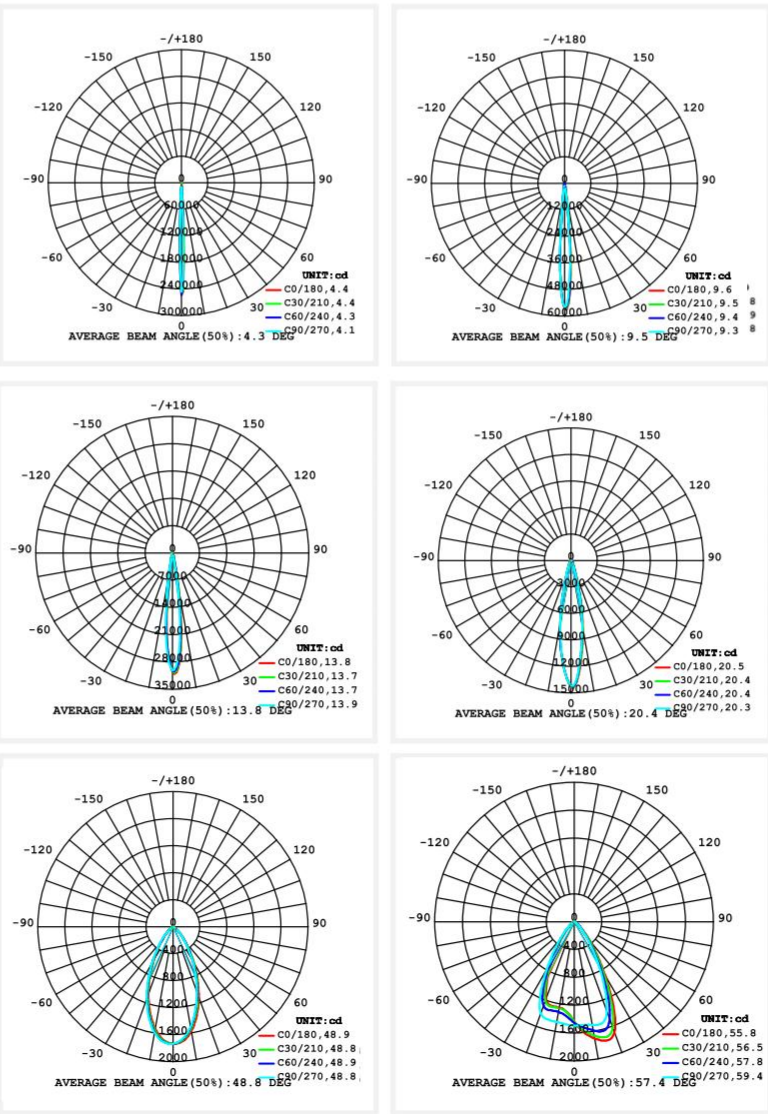 -/+180
-150 150
-120 120
-90 0 90
60000
120000
180000
-60 60
240000
UNIT:cd
C0/180,4.4
-30 30 C30/210,4.4
300000
C60/240,4.3
0
C90/270,4.1
AVERAGE BEAM ANGLE(50%):4.3 DEG
-/+180
-150 150
-120 120
-90 0 90
12000
24000
36000
-60 60
48000
UNIT:cd
C0/180,9.6
-30 30 C30/210,9.5 8
60000
C60/240,9.4 9
0
C90/270,9.3 8
AVERAGE BEAM ANGLE(50%):9.5 DEG
-/+180
-150 150
-120 120
-90 0 90
7000
14000
21000
-60 60
UNIT:cd
28000
C0/180,13.8
-30 30 C30/210,13.7
35000
C60/240,13.7
0
C90/270,13.9
AVERAGE BEAM ANGLE(50%):13.8 DEG
-/+180
-150 150
-120 120
-90 0 90
3000
6000
9000
-60 60
UNIT:cd
12000
C0/180,20.5
-30 30 C30/210,20.4
15000
C60/240,20.4
0
C90/270,20.3
AVERAGE BEAM ANGLE(50%):20.4 DEG
-/+180
-150 150
-120 120
-90 0 90
400
800
1200
-60 60
UNIT:cd
1600
C0/180,48.9
-30 30 C30/210,48.8
2000
C60/240,48.9
0
C90/270,48.8
AVERAGE BEAM ANGLE(50%):48.8 DEG
-/+180
-150 150
-120 120
-90 0 90
400
800
1200
-60 60
UNIT:cd
1600
C0/180,55.8
-30 30 C30/210,56.5
2000
C60/240,57.8
0
C90/270,59.4
AVERAGE BEAM ANGLE(50%):57.4 DEG